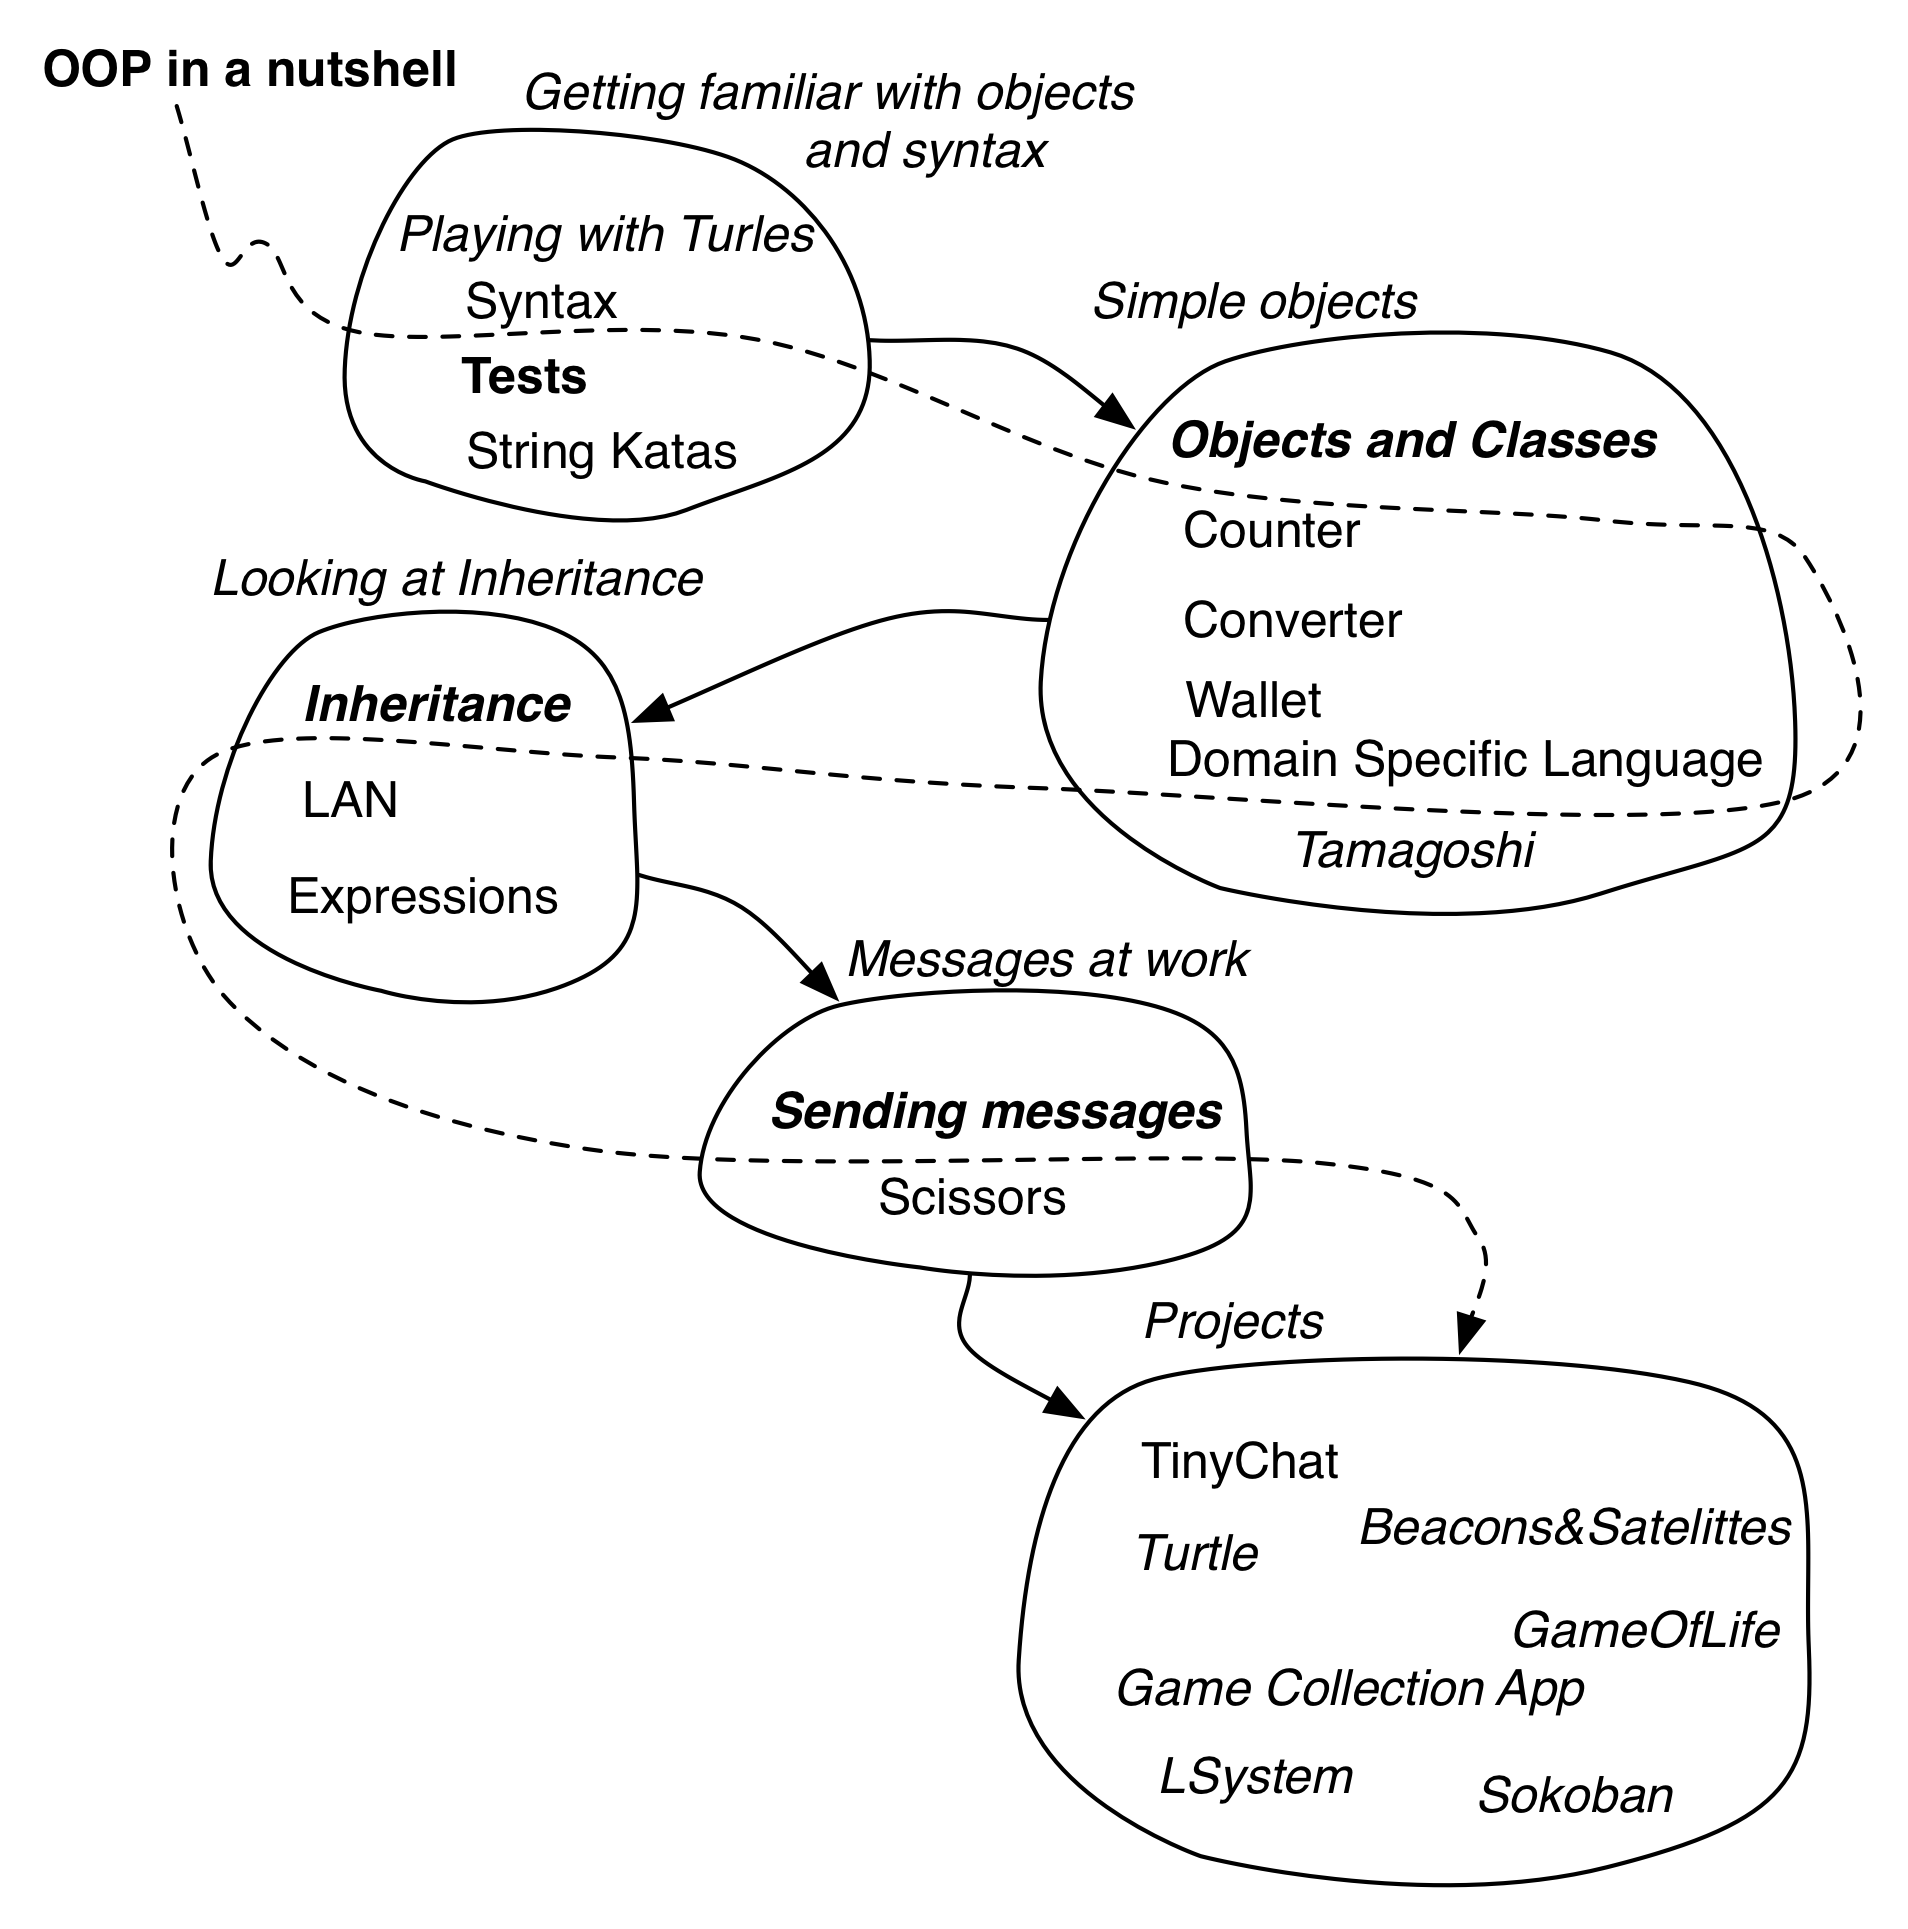 OOP in a nutshell
Getting familiar with objects
and syntax
Playing with Turles
Syntax
Tests
String Katas
Simple objects
Objects and Classes
Counter
Converter
Wallet
Domain Specific Language
Tamagoshi
Looking at Inheritance
Inheritance
LAN
Expressions
Messages at work
Sending messages
Scissors
Projects
TinyChat
Beacons&Satelittes
Turtle
GameOfLife
Game Collection App
LSystem
Sokoban